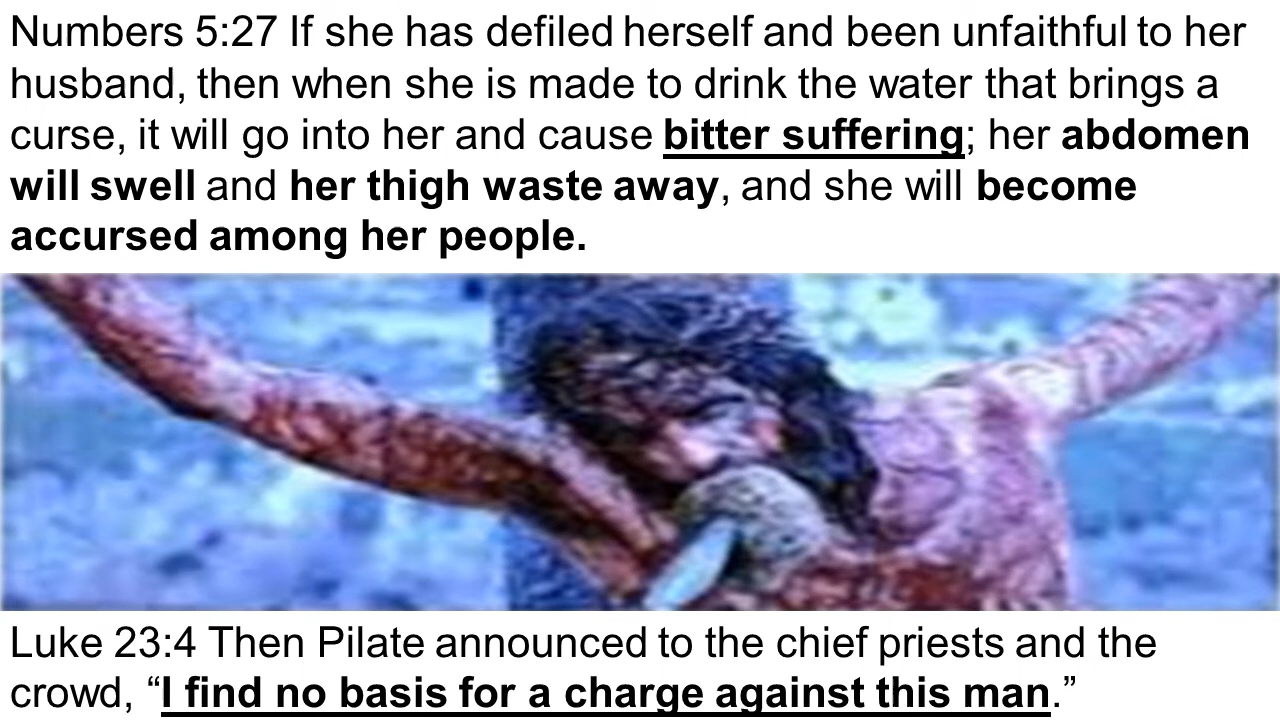 Numbers 5:27 If she has defiled herself and been unfaithful to her
husband, then when she is made to drink the water that brings a
curse, it will go into her and cause bitter suffering; her abdomen
will swell and her thigh waste away, and she will become
accursed among her people.
Luke 23:4 Then Pilate announced to the chief priests and the
crowd, “I find no basis for a charge against this man.”